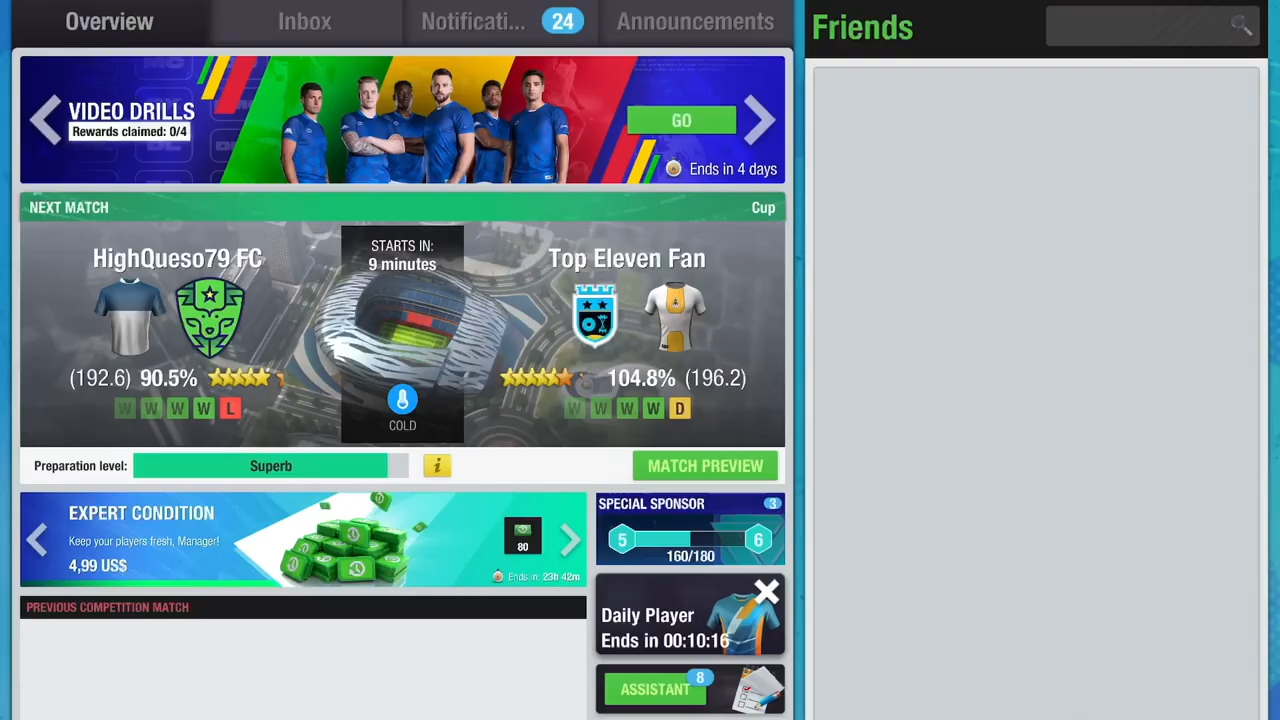 Overview
Inbox
Notificati...
24
Announcements
Friends
VIDEO DRILLS
Rewards claimed: 0/4
GO
Ends in 4 days
NEXT MATCH
Cup
HighQueso79 FC
STARTS IN:
9 minutes
Top Eleven Fan
(192.6) 90.5%
104.8% (196.2)
W W W W L
W W W W D
COLD
Preparation level:
Superb
i
MATCH PREVIEW
EXPERT CONDITION
Keep your players fresh, Manager!
4,99 US$
80
Ends in: 23h 42m
SPECIAL SPONSOR
3
5
6
160/180
PREVIOUS COMPETITION MATCH
Daily Player
Ends in 00:10:16
ASSISTANT
8